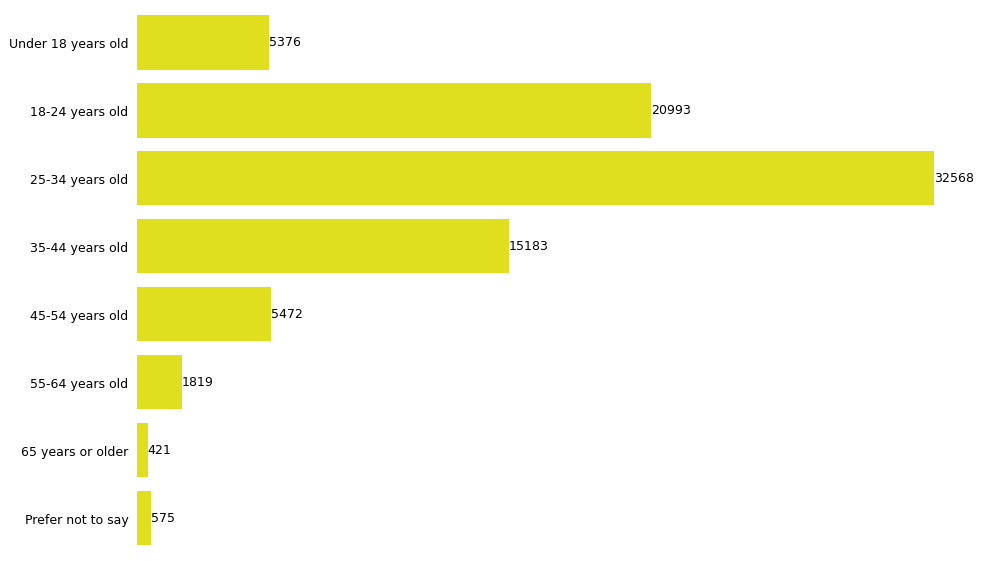 Under 18 years old 5376
18-24 years old 20993
25-34 years old 32568
35-44 years old 15183
45-54 years old 5472
55-64 years old 1819
65 years or older 421
Prefer not to say 575